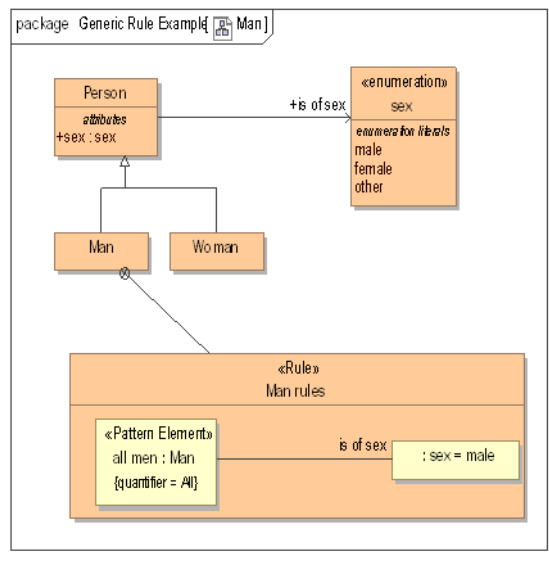 package Generic Rule Example[ Man ]
Person
attributes
+sex : sex
+is of sex
«enumeration»
sex
enumeration literals
male
female
other
Man
Woman
«Rule»
Man rules
«Pattern Element»
all men : Man
{quantifier = All}
is of sex
: sex = male